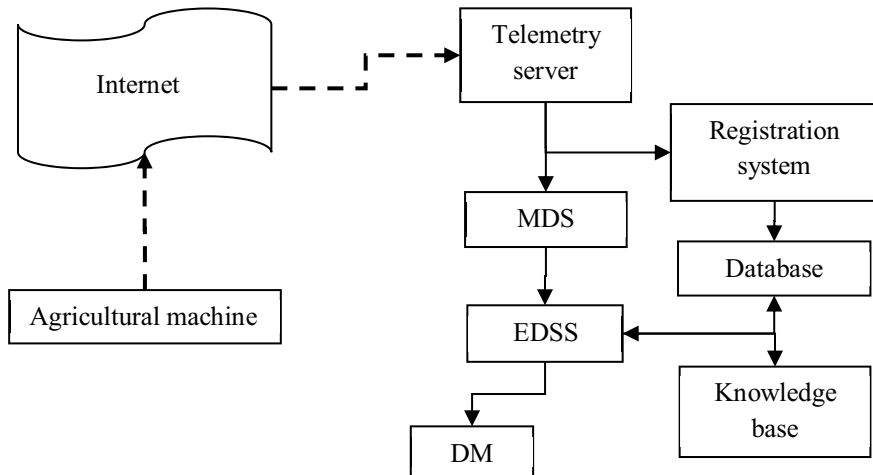 Internet
Telemetry
server
Registration
system
MDS
Database
Agricultural machine
EDSS
Knowledge
base
DM